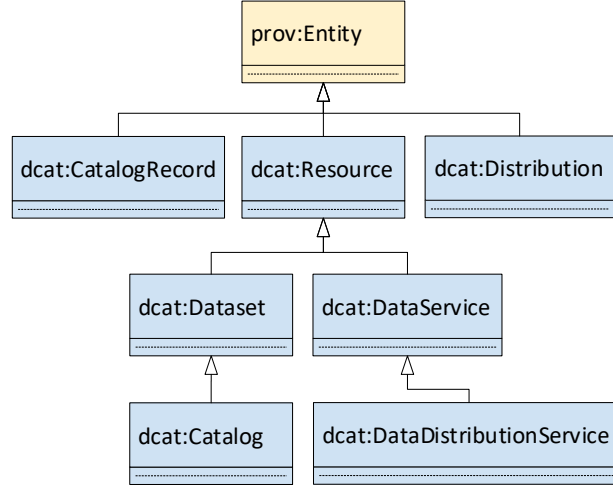 prov:Entity
dcat:CatalogRecord
dcat:Resource
dcat:Distribution
dcat:Dataset
dcat:DataService
dcat:Catalog
dcat:DataDistributionService